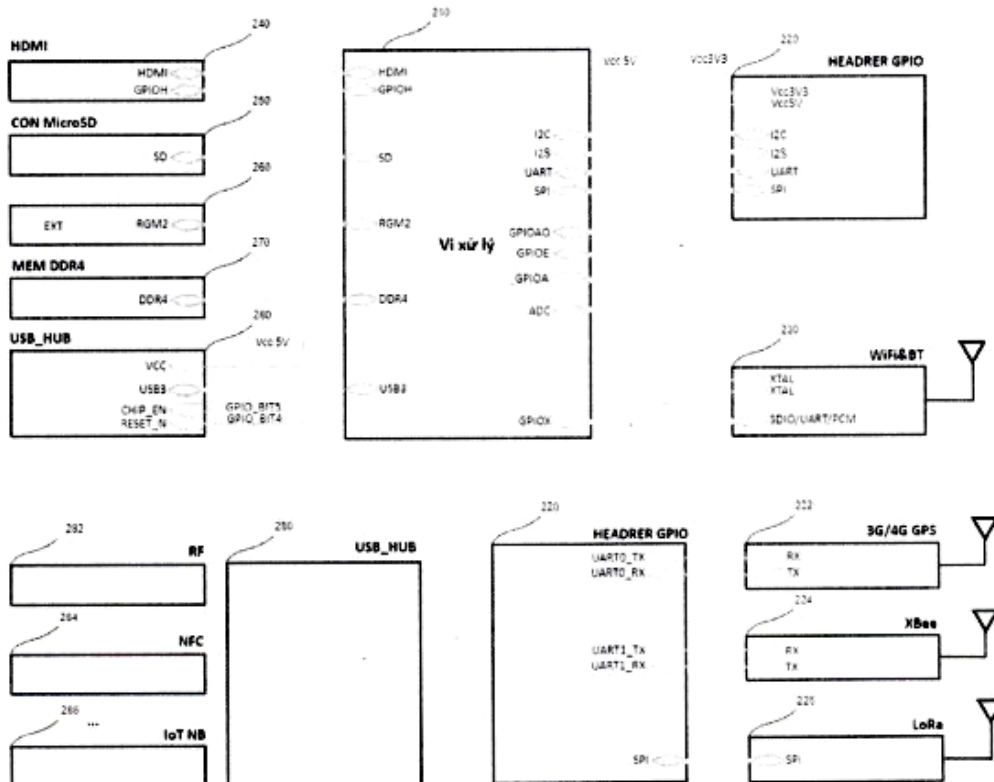 HDMI
240
HDMI
GPIOH
CON MicroSD
SD
260
EXT
RGM2
MEM DDR4
270
DDR4
USB_HUB
Vcc 5V
VCC
USB3
CHIP_EN
RESET_N
GPIO_BIT5
GPIO_BIT4
210
HDMI
GPIOH
SD
RGM2
DDR4
USB3
Vi xử lý
I2C
I2S
UART
SPI
GPIOAO
GPIOE
GPIOA
ADC
GPIOX
Vcc 5V
Vcc3V3
220
HEADRER GPIO
Vcc3V3
Vcc5V
I2C
I2S
UART
SPI
WiFi&BT
XTAL
XTAL
SDIO/UART/PCM
282
RF
284
NFC
286
...
IoT NB
USB_HUB
220
HEADRER GPIO
UART0_TX
UART0_RX
UART1_TX
UART1_RX
SPI
222
3G/4G GPS
RX
TX
224
XBee
RX
TX
LoRa
SPI